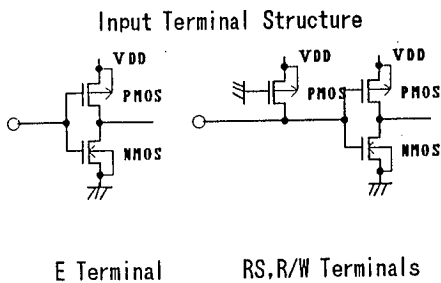 Input Terminal Structure
VDD VDD VDD
PMOS PMOS PMOS
NMOS NMOS
E Terminal RS,R/W Terminals